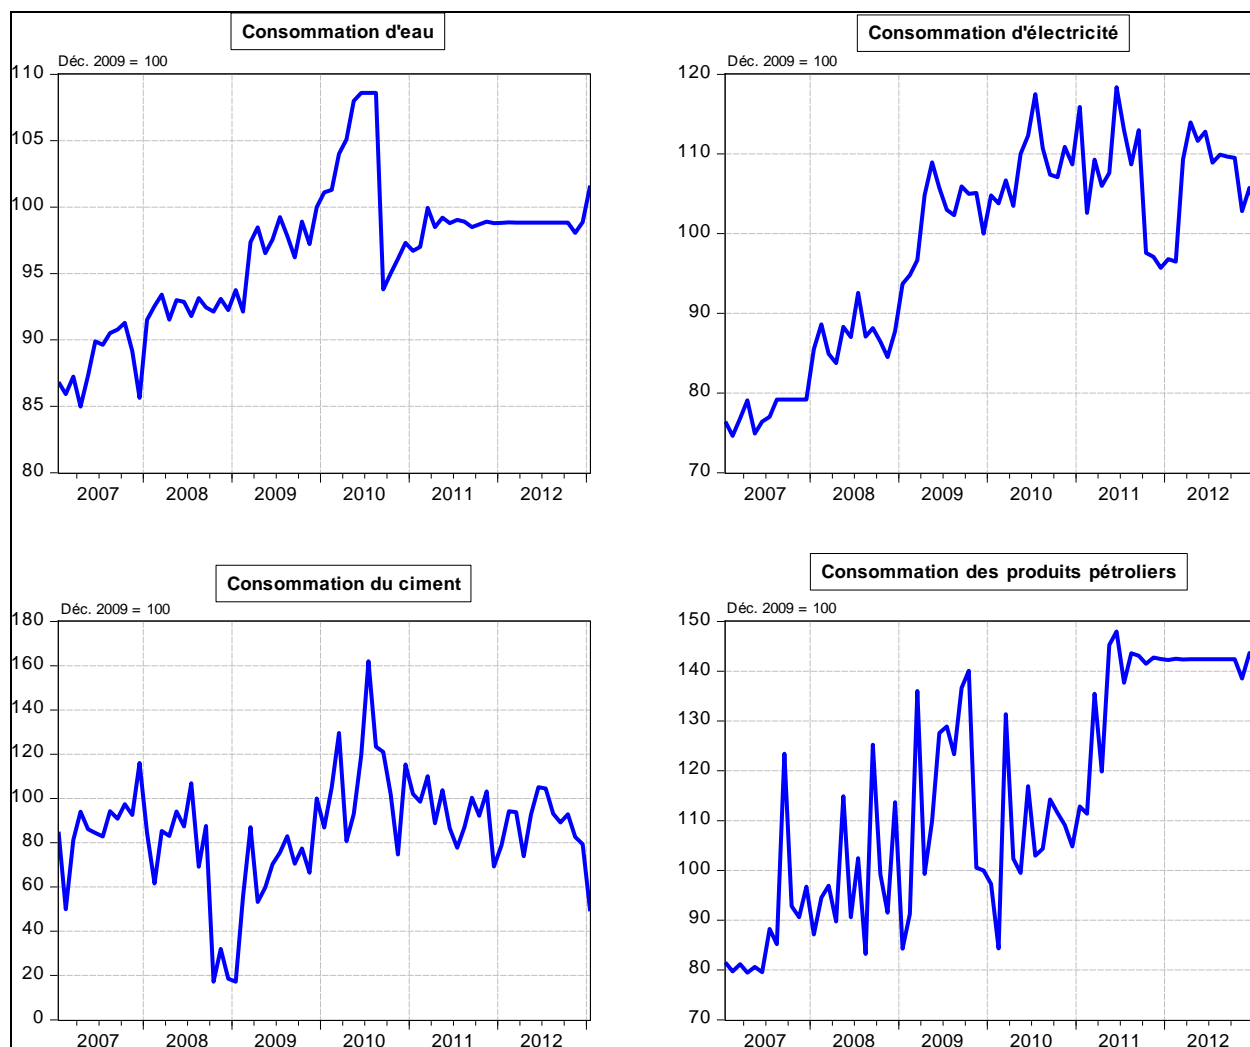 Consommation d'eau
Déc. 2009 = 100
110
105
100
95
90
85
80
2007 2008 2009 2010 2011 2012
Consommation d'électricité
Déc. 2009 = 100
120
110
100
90
80
70
2007 2008 2009 2010 2011 2012
Consommation du ciment
Déc. 2009 = 100
180
160
140
120
100
80
60
40
20
0
2007 2008 2009 2010 2011 2012
Consommation des produits pétroliers
Déc. 2009 = 100
150
140
130
120
110
100
90
80
70
2007 2008 2009 2010 2011 2012